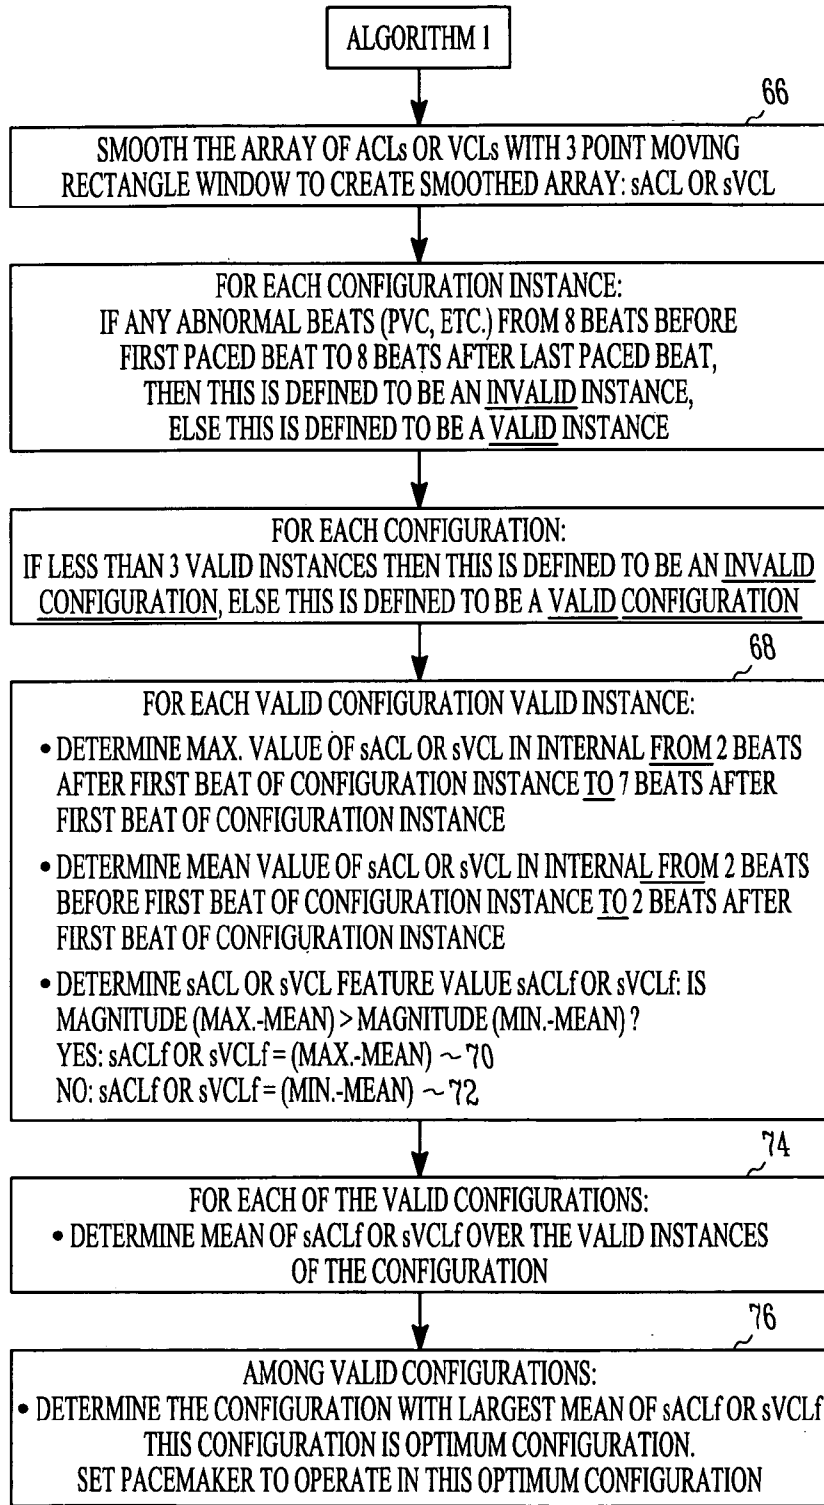 ALGORITHM 1
66
SMOOTH THE ARRAY OF ACLs OR VCLs WITH 3 POINT MOVING
RECTANGLE WINDOW TO CREATE SMOOTHED ARRAY: sACL OR sVCL
FOR EACH CONFIGURATION INSTANCE:
IF ANY ABNORMAL BEATS (PVC, ETC.) FROM 8 BEATS BEFORE
FIRST PACED BEAT TO 8 BEATS AFTER LAST PACED BEAT,
THEN THIS IS DEFINED TO BE AN INVALID INSTANCE,
ELSE THIS IS DEFINED TO BE A VALID INSTANCE
FOR EACH CONFIGURATION:
IF LESS THAN 3 VALID INSTANCES THEN THIS IS DEFINED TO BE AN INVALID
CONFIGURATION, ELSE THIS IS DEFINED TO BE A VALID CONFIGURATION
68
FOR EACH VALID CONFIGURATION VALID INSTANCE:
• DETERMINE MAX. VALUE OF sACL OR sVCL IN INTERNAL FROM 2 BEATS
AFTER FIRST BEAT OF CONFIGURATION INSTANCE TO 7 BEATS AFTER
FIRST BEAT OF CONFIGURATION INSTANCE
• DETERMINE MEAN VALUE OF sACL OR sVCL IN INTERNAL FROM 2 BEATS
BEFORE FIRST BEAT OF CONFIGURATION INSTANCE TO 2 BEATS AFTER
FIRST BEAT OF CONFIGURATION INSTANCE
• DETERMINE sACL OR sVCL FEATURE VALUE sACLf OR sVCLf: IS
MAGNITUDE (MAX.-MEAN) > MAGNITUDE (MIN.-MEAN) ?
YES: sACLf OR sVCLf = (MAX.-MEAN) ~70
NO: sACLf OR sVCLf = (MIN.-MEAN) ~72
74
FOR EACH OF THE VALID CONFIGURATIONS:
• DETERMINE MEAN OF sACLf OR sVCLf OVER THE VALID INSTANCES
OF THE CONFIGURATION
76
AMONG VALID CONFIGURATIONS:
• DETERMINE THE CONFIGURATION WITH LARGEST MEAN OF sACLf OR sVCLf
THIS CONFIGURATION IS OPTIMUM CONFIGURATION.
SET PACEMAKER TO OPERATE IN THIS OPTIMUM CONFIGURATION